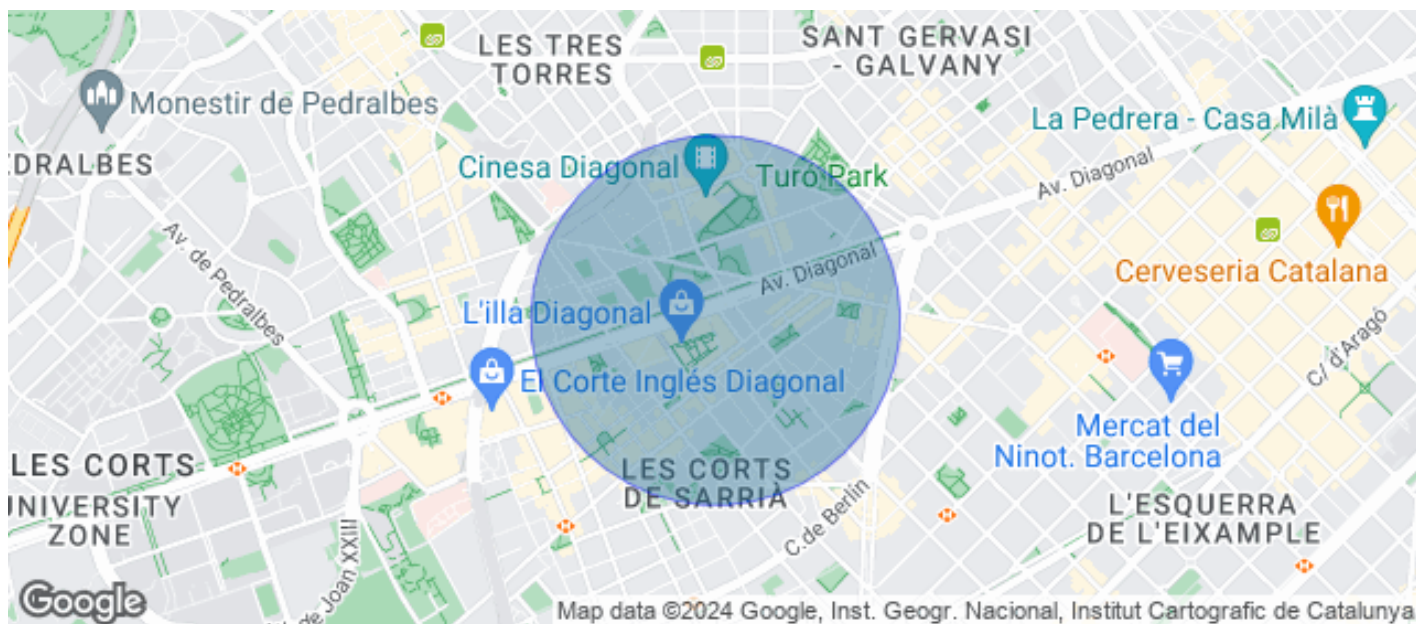 LES TRES
TORRES
SANT GERVASI
- GALVANY
Monestir de Pedralbes
La Pedrera - Casa Milà
EDRALBES
Cinesa Diagonal
Turó Park
Av. Diagonal
Av. de Pedralbes
Av. Diagonal
Cerveseria Catalana
L'illa Diagonal
C/ d'Aragó
El Corte Inglés Diagonal
Mercat del
Ninot. Barcelona
LES CORTS
UNIVERSITY
ZONE
LES CORTS
DE SARRIÀ
L'ESQUERRA
DE L'EIXAMPLE
C. de Berlín
de Joan XXIII
Google
Map data ©2024 Google, Inst. Geogr. Nacional, Institut Cartografic de Catalunya